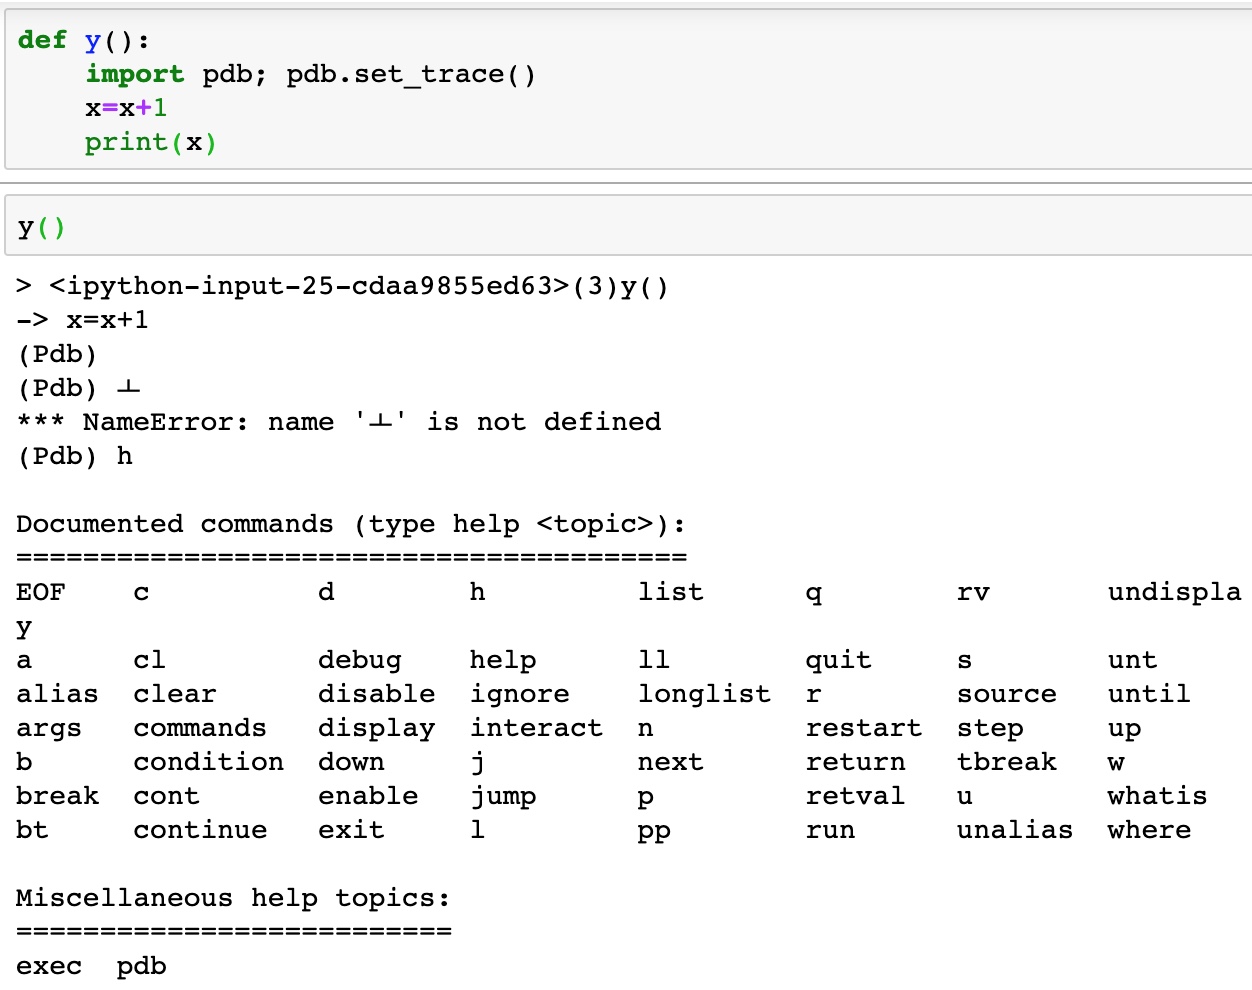 def y():
    import pdb; pdb.set_trace()
    x=x+1
    print(x)
y()
> <ipython-input-25-cdaa9855ed63>(3)y()
-> x=x+1
(Pdb)
(Pdb) ㅗ
*** NameError: name 'ㅗ' is not defined
(Pdb) h
Documented commands (type help <topic>):
========================================
EOF    c          d        h         list      q        rv       undispla
y
a      cl         debug    help      ll        quit     s        unt
alias  clear      disable  ignore    longlist  r        source   until
args   commands   display  interact  n         restart  step     up
b      condition  down     j         next      return   tbreak   w
break  cont       enable   jump      p         retval   u        whatis
bt     continue   exit     l         pp        run      unalias  where
Miscellaneous help topics:
==========================
exec  pdb